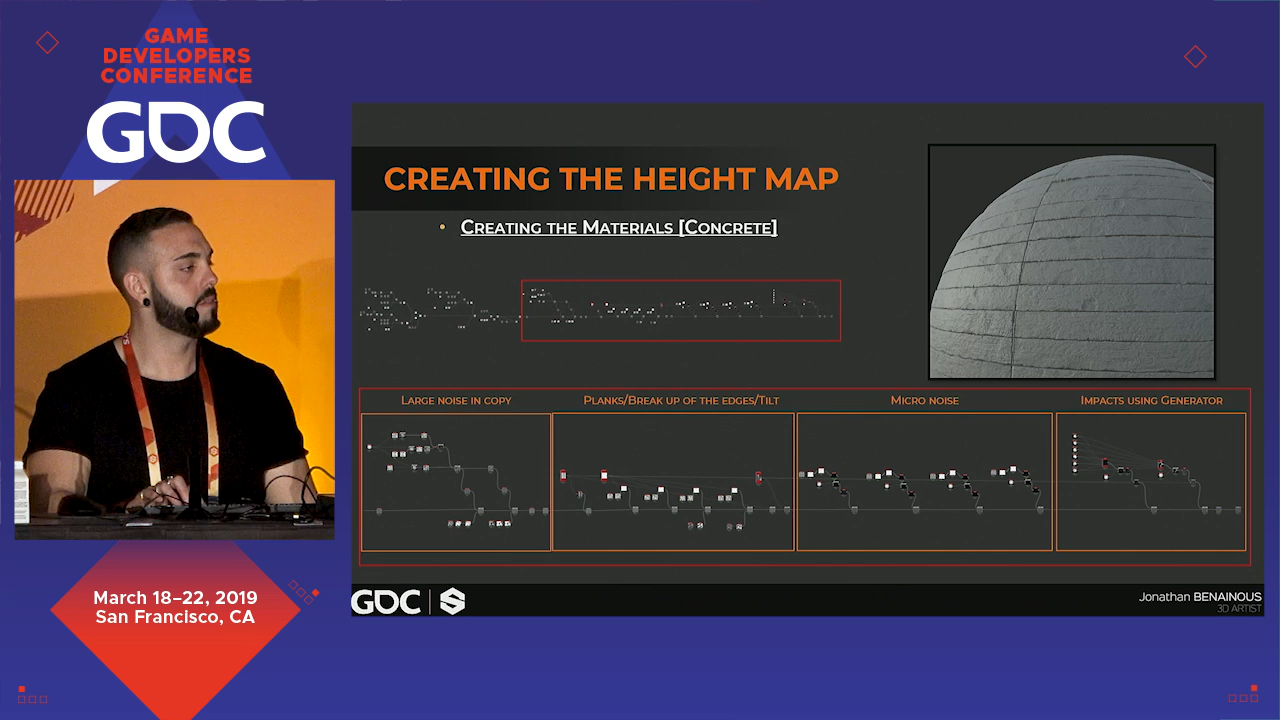 GAME
DEVELOPERS
CONFERENCE
GDC
CREATING THE HEIGHT MAP
• Creating the Materials [Concrete]
Large noise in copy
Planks/Break up of the edges/Tilt
Micro noise
Impacts using Generator
March 18–22, 2019
San Francisco, CA
GDC
Jonathan BENAINOUS
3D ARTIST